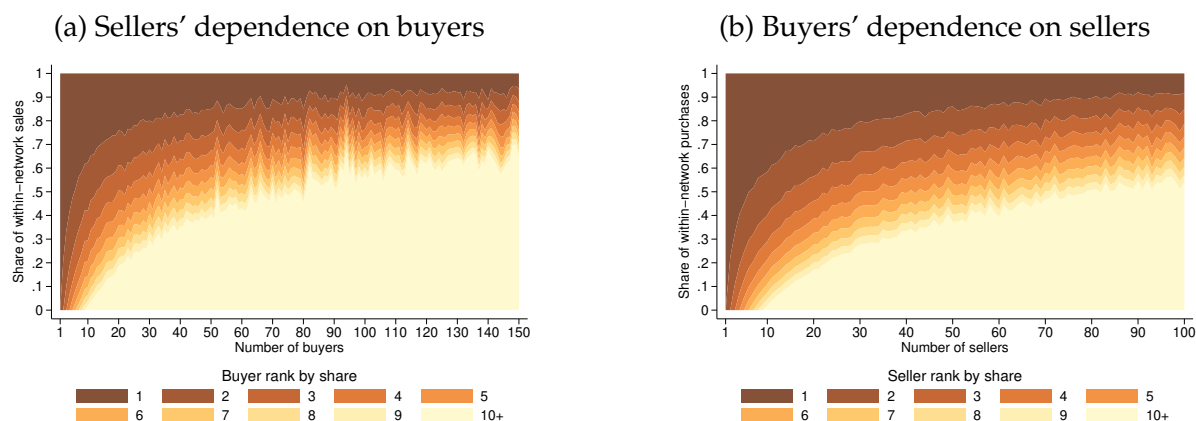 (a) Sellers’ dependence on buyers
Share of within−network sales
1
.9
.8
.7
.6
.5
.4
.3
.2
.1
0
1 10 20 30 40 50 60 70 80 90 100 110 120 130 140 150
Number of buyers
Buyer rank by share
1 2 3 4 5
6 7 8 9 10+
(b) Buyers’ dependence on sellers
Share of within−network purchases
1
.9
.8
.7
.6
.5
.4
.3
.2
.1
0
1 10 20 30 40 50 60 70 80 90 100
Number of sellers
Seller rank by share
1 2 3 4 5
6 7 8 9 10+